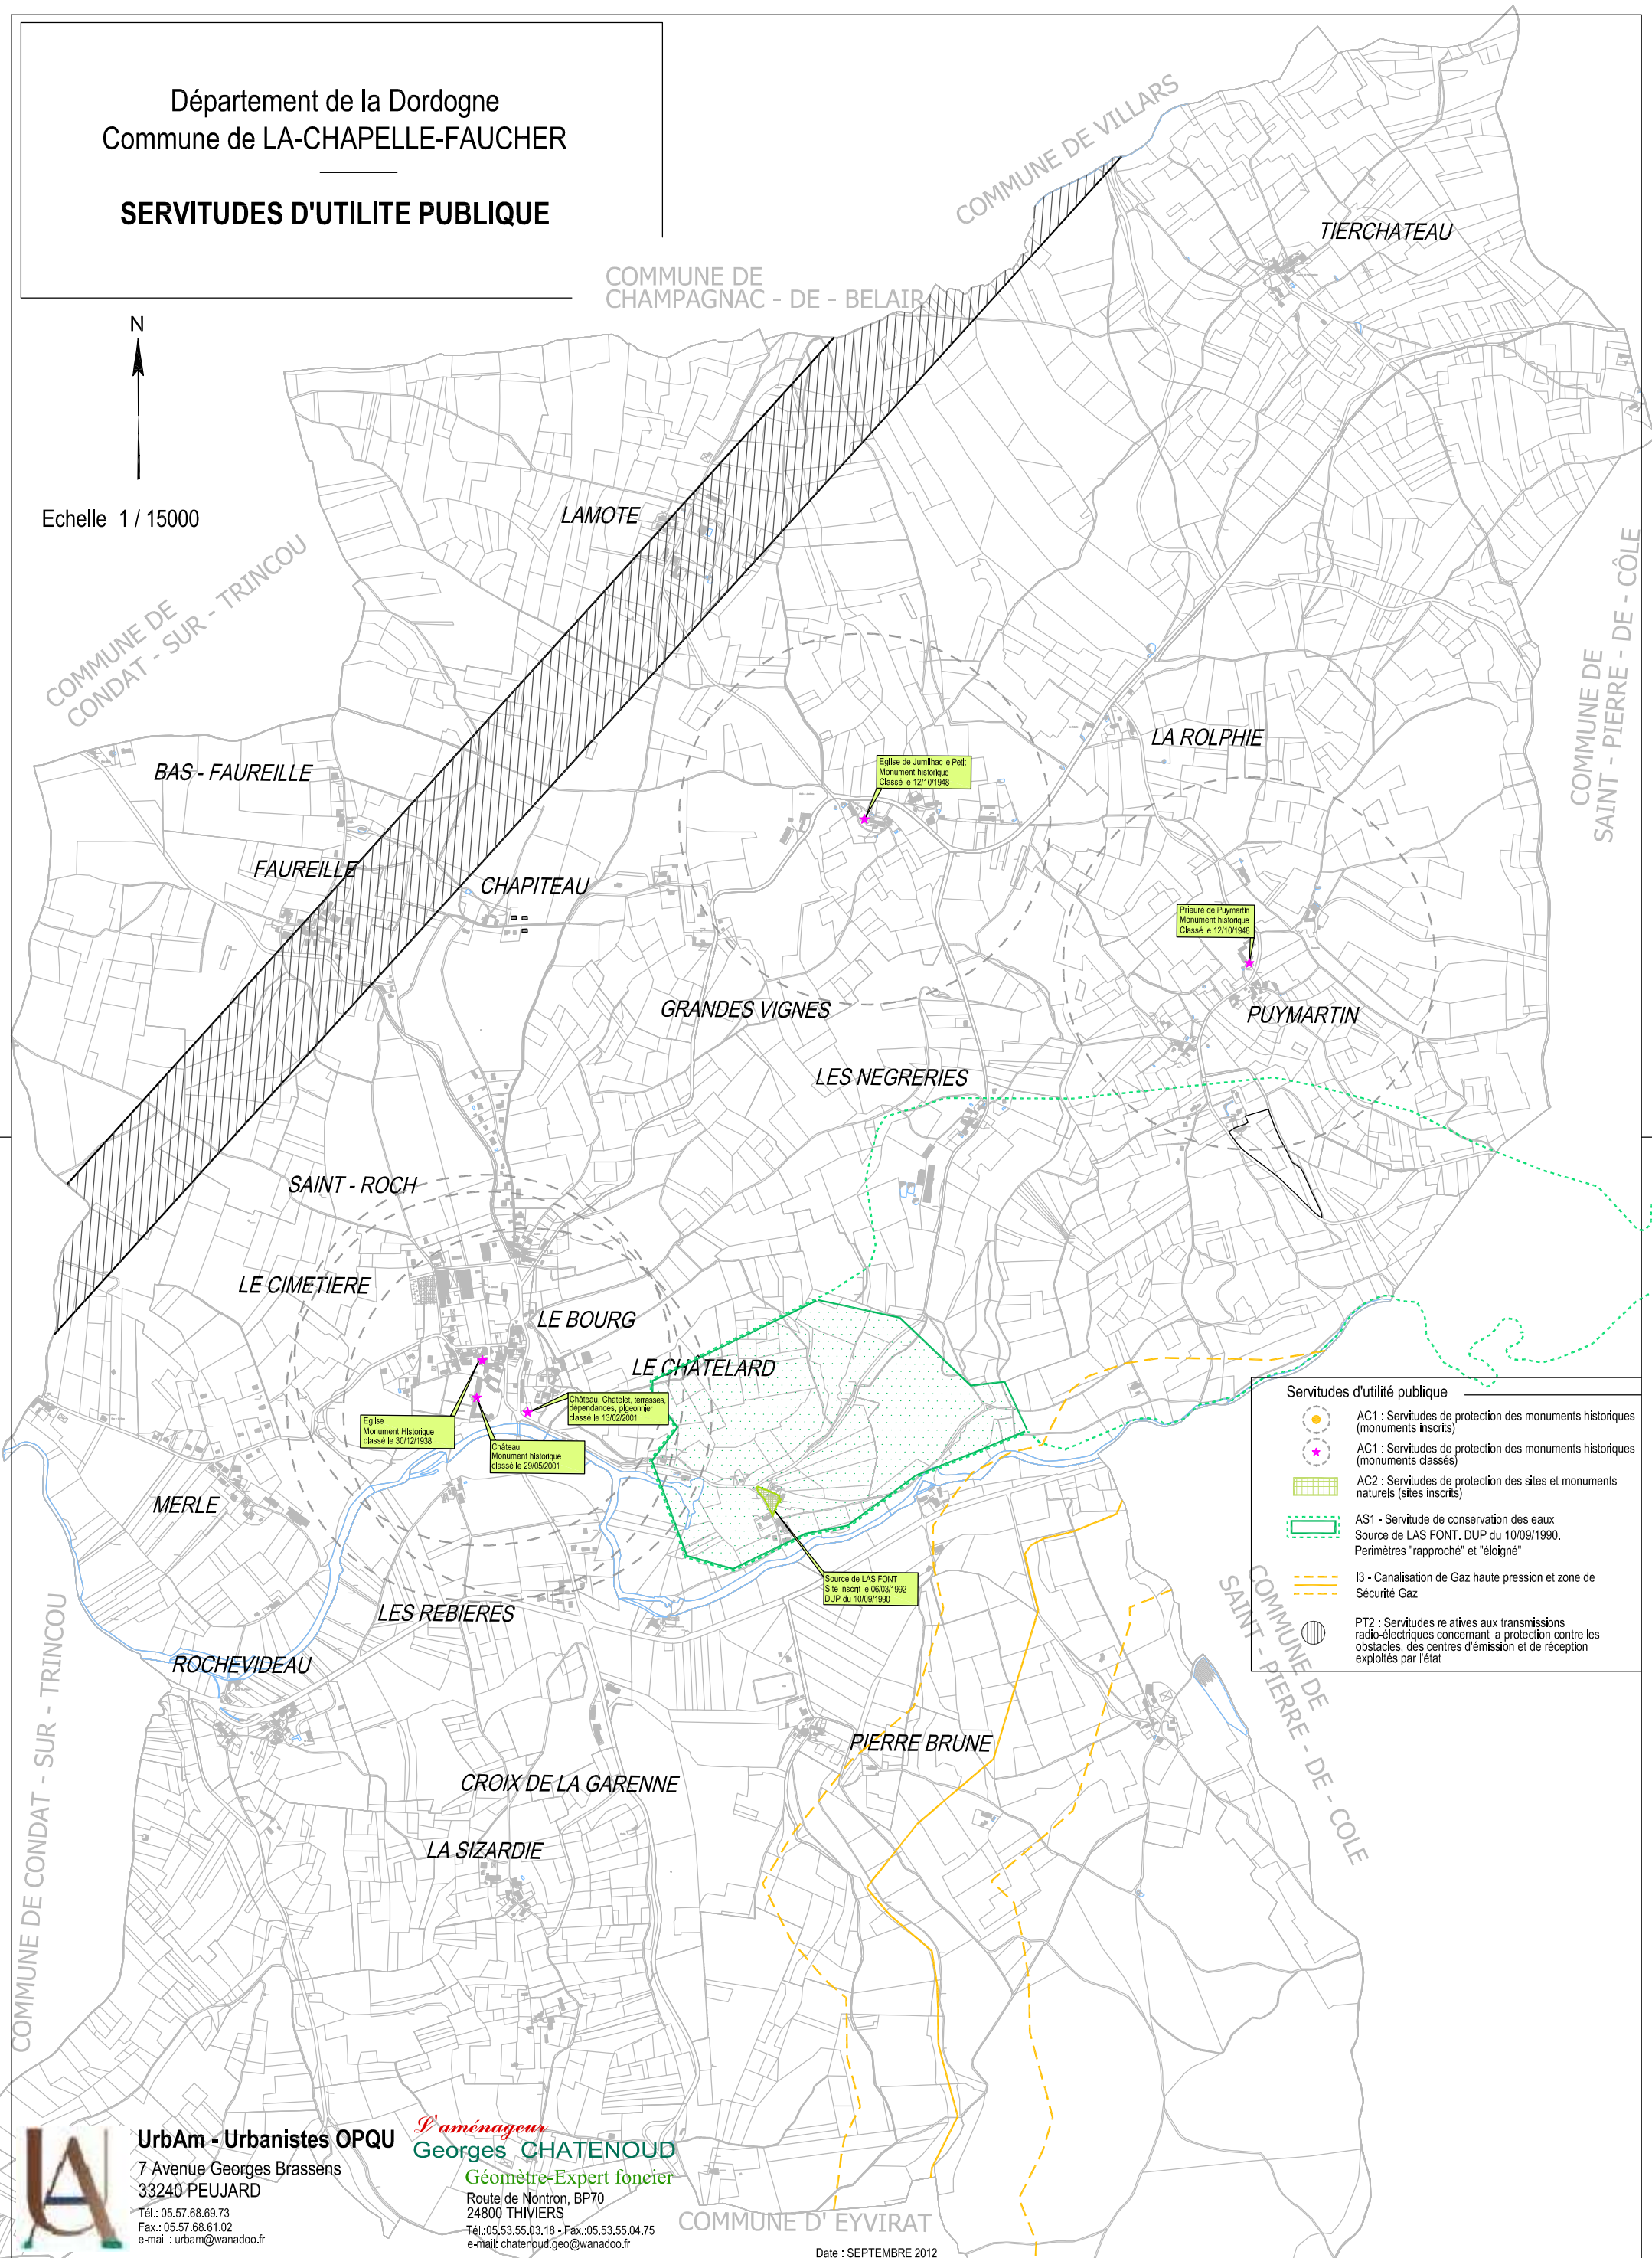 Département de la Dordogne
Commune de LA-CHAPELLE-FAUCHER
SERVITUDES D'UTILITE PUBLIQUE
N
Echelle 1 / 15000
COMMUNE DE VILLARS
TIERCHATEAU
COMMUNE DE
CHAMPAGNAC - DE - BELAIR
LAMOTE
COMMUNE DE
CONDAT - SUR - TRINCOU
COMMUNE DE
SAINT - PIERRE - DE - CÔLE
LA ROLPHIE
BAS - FAUREILLE
Eglise de Jumilhac le Petit
Monument historique
Classé le 12/10/1948
FAUREILLE
CHAPITEAU
Prieuré de Puymartin
Monument historique
Classé le 12/10/1948
GRANDES VIGNES
PUYMARTIN
LES NEGRERIES
SAINT - ROCH
LE CIMETIERE
LE BOURG
LE CHÂTELARD
Château, Chatelet, terrasses,
dépendances, pigeonnier
classé le 13/02/2001
Eglise
Monument Historique
classé le 30/12/1938
Château
Monument historique
classé le 29/05/2001
MERLE
Source de LAS FONT
Site Inscrit le 06/03/1992
DUP du 10/09/1990
LES REBIERES
ROCHEVIDEAU
PIERRE BRUNE
CROIX DE LA GARENNE
LA SIZARDIE
COMMUNE DE CONDAT - SUR - TRINCOU
COMMUNE DE
SAINT - PIERRE - DE - COLE
Servitudes d'utilité publique
AC1 : Servitudes de protection des monuments historiques
(monuments inscrits)
AC1 : Servitudes de protection des monuments historiques
(monuments classés)
AC2 : Servitudes de protection des sites et monuments
naturels (sites inscrits)
AS1 - Servitude de conservation des eaux
Source de LAS FONT. DUP du 10/09/1990.
Perimètres "rapproché" et "éloigné"
I3 - Canalisation de Gaz haute pression et zone de
Sécurité Gaz
PT2 : Servitudes relatives aux transmissions
radio-électriques concernant la protection contre les
obstacles, des centres d'émission et de réception
exploités par l'état
UrbAm - Urbanistes OPQU
7 Avenue Georges Brassens
33240 PEUJARD
Tél.: 05.57.68.69.73
Fax.: 05.57.68.61.02
e-mail : urbam@wanadoo.fr
L'aménageur
Georges CHATENOUD
Géomètre-Expert foncier
Route de Nontron, BP70
24800 THIVIERS
Tél.:05.53.55.03.18 - Fax.:05.53.55.04.75
e-mail: chatenoud.geo@wanadoo.fr
COMMUNE D' EYVIRAT
Date : SEPTEMBRE 2012